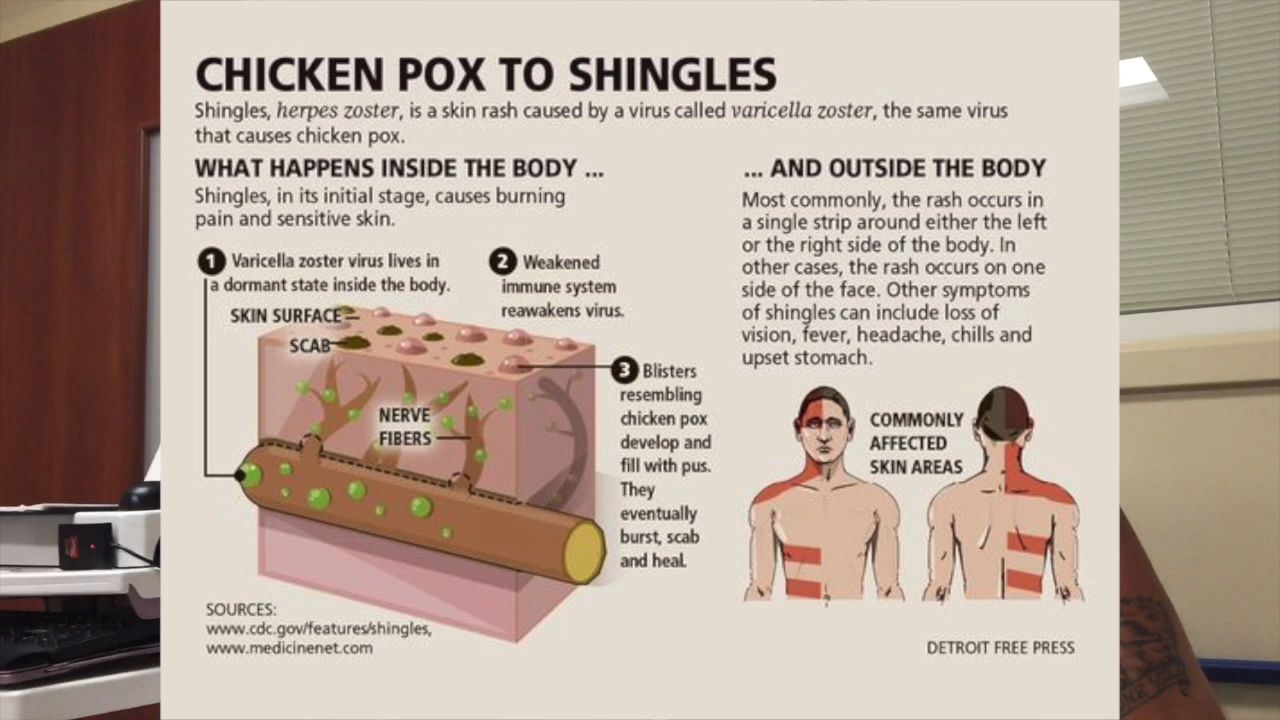 CHICKEN POX TO SHINGLES
Shingles, herpes zoster, is a skin rash caused by a virus called varicella zoster, the same virus
that causes chicken pox.
WHAT HAPPENS INSIDE THE BODY ...
Shingles, in its initial stage, causes burning
pain and sensitive skin.
1 Varicella zoster virus lives in
a dormant state inside the body.
2 Weakened
immune system
reawakens virus.
SKIN SURFACE
SCAB
NERVE
FIBERS
3 Blisters
resembling
chicken pox
develop and
fill with pus.
They
eventually
burst, scab
and heal.
... AND OUTSIDE THE BODY
Most commonly, the rash occurs in
a single strip around either the left
or the right side of the body. In
other cases, the rash occurs on one
side of the face. Other symptoms
of shingles can include loss of
vision, fever, headache, chills and
upset stomach.
COMMONLY
AFFECTED
SKIN AREAS
SOURCES:
www.cdc.gov/features/shingles,
www.medicinenet.com
DETROIT FREE PRESS